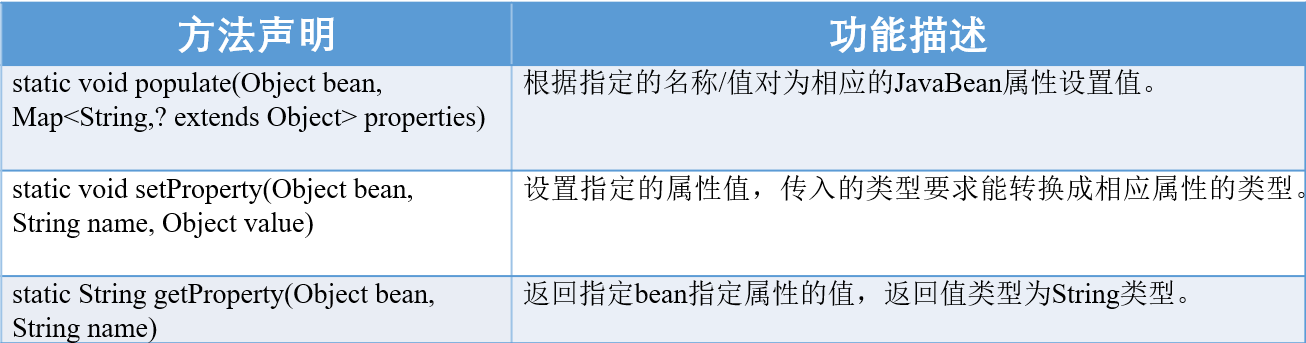 方法声明
功能描述
static void populate(Object bean,
Map<String,? extends Object> properties)
根据指定的名称/值对为相应的JavaBean属性设置值。
static void setProperty(Object bean,
String name, Object value)
设置指定的属性值，传入的类型要求能转换成相应属性的类型。
static String getProperty(Object bean,
String name)
返回指定bean指定属性的值，返回值类型为String类型。